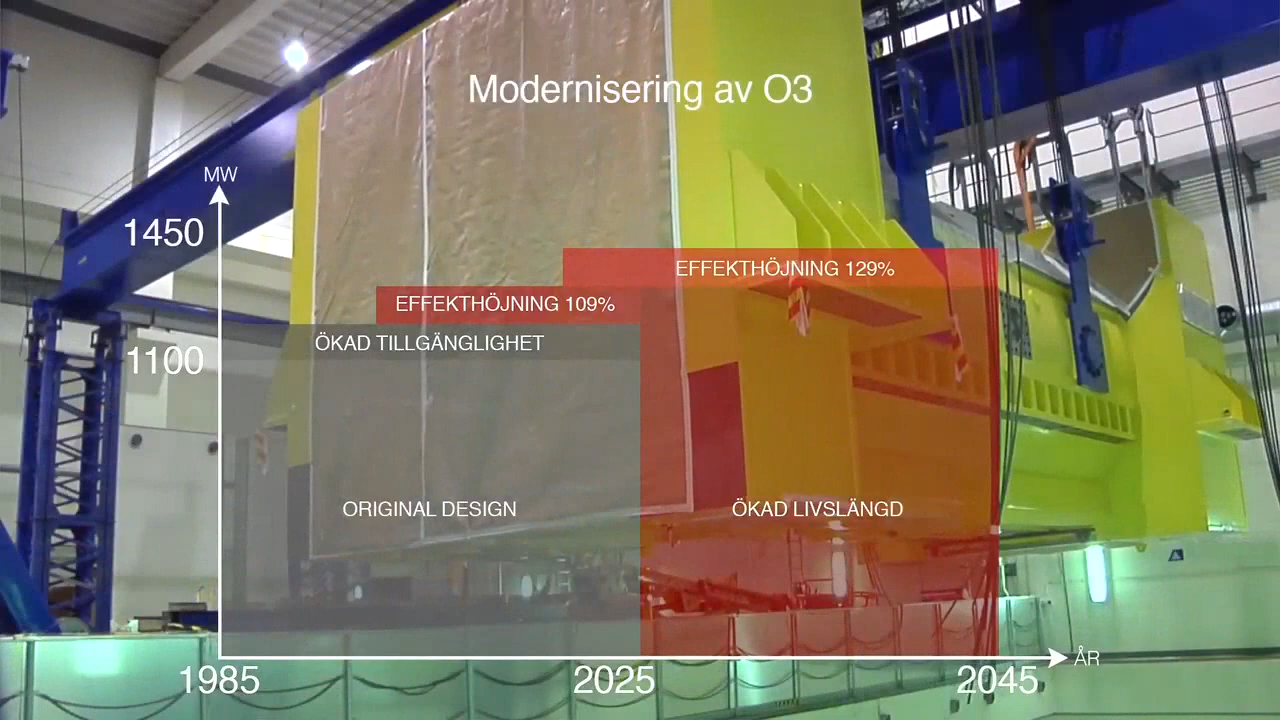 Modernisering av O3
MW
1450
EFFEKTHÖJNING 129%
EFFEKTHÖJNING 109%
ÖKAD TILLGÄNGLIGHET
1100
ORIGINAL DESIGN
ÖKAD LIVSLÄNGD
ÅR
1985
2025
2045